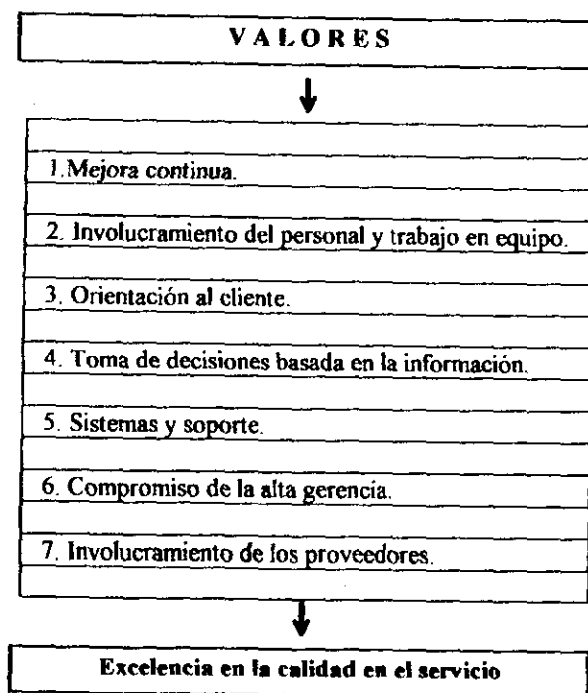 VALORES
1.Mejora continua.
2. Involucramiento del personal y trabajo en equipo.
3. Orientación al cliente.
4. Toma de decisiones basada en la información.
5. Sistemas y soporte.
6. Compromiso de la alta gerencia.
7. Involucramiento de los proveedores.
Excelencia en la calidad en el servicio